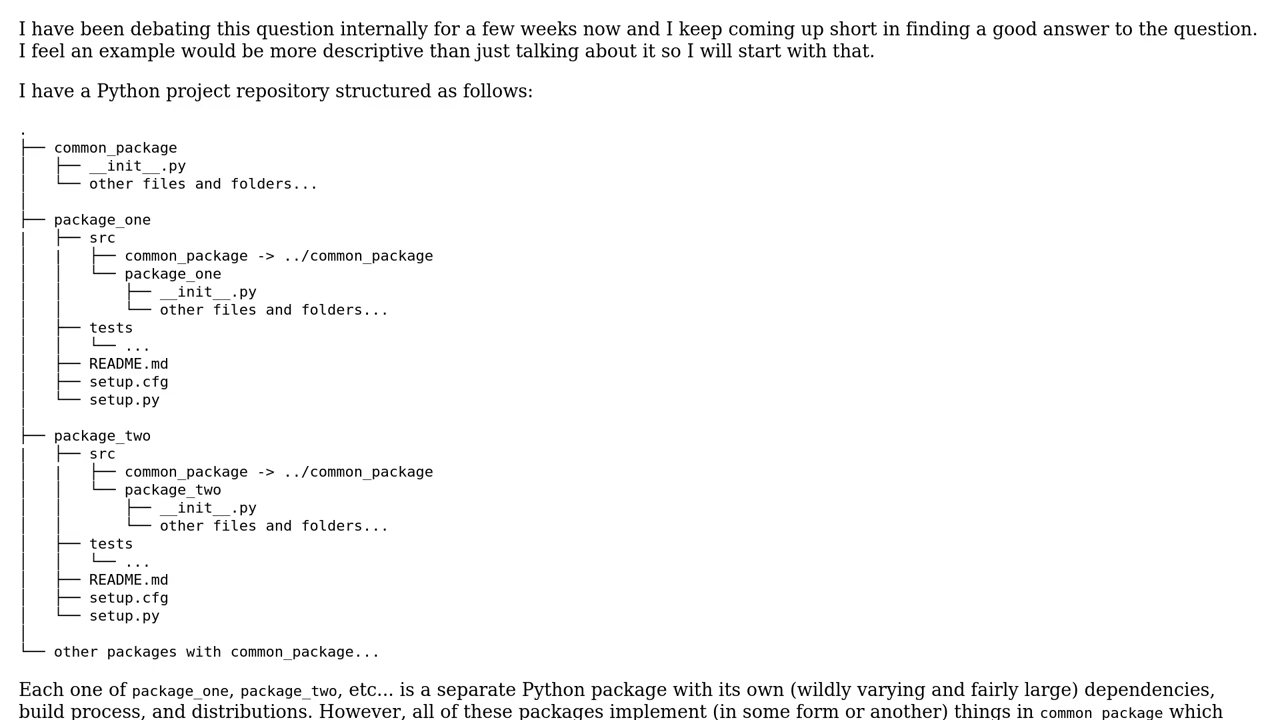 I have been debating this question internally for a few weeks now and I keep coming up short in finding a good answer to the question.
I feel an example would be more descriptive than just talking about it so I will start with that.
I have a Python project repository structured as follows:
.
├── common_package
│   ├── __init__.py
│   └── other files and folders...
│
├── package_one
│   ├── src
│   │   ├── common_package -> ../common_package
│   │   └── package_one
│   │       ├── __init__.py
│   │       └── other files and folders...
│   ├── tests
│   │   └── ...
│   ├── README.md
│   ├── setup.cfg
│   └── setup.py
│
├── package_two
│   ├── src
│   │   ├── common_package -> ../common_package
│   │   └── package_two
│   │       ├── __init__.py
│   │       └── other files and folders...
│   ├── tests
│   │   └── ...
│   ├── README.md
│   ├── setup.cfg
│   └── setup.py
│
└── other packages with common_package...
Each one of package_one, package_two, etc... is a separate Python package with its own (wildly varying and fairly large) dependencies,
build process, and distributions. However, all of these packages implement (in some form or another) things in common_package which